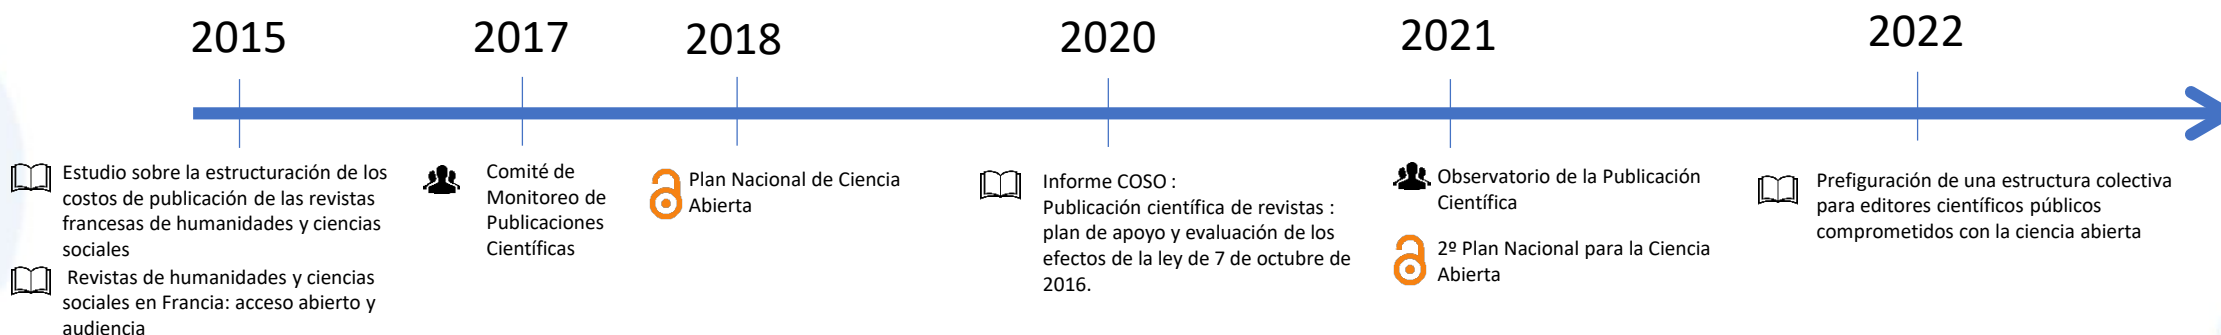 2015
2017
2018
2020
2021
2022
Estudio sobre la estructuración de los
costos de publicación de las revistas
francesas de humanidades y ciencias
sociales
Revistas de humanidades y ciencias
sociales en Francia: acceso abierto y
audiencia
Comité de
Monitoreo de
Publicaciones
Científicas
Plan Nacional de Ciencia
Abierta
Informe COSO :
Publicación científica de revistas :
plan de apoyo y evaluación de los
efectos de la ley de 7 de octubre de
2016.
Observatorio de la Publicación
Científica
2º Plan Nacional para la Ciencia
Abierta
Prefiguración de una estructura colectiva
para editores científicos públicos
comprometidos con la ciencia abierta